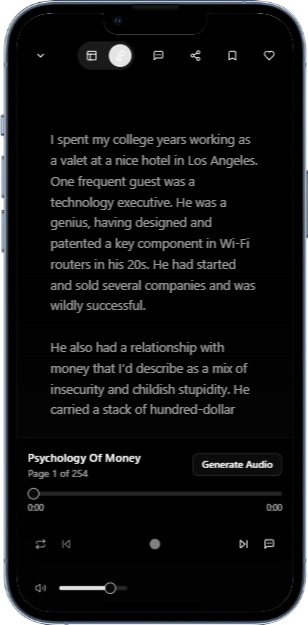 I spent my college years working as
a valet at a nice hotel in Los Angeles.
One frequent guest was a
technology executive. He was a
genius, having designed and
patented a key component in Wi-Fi
routers in his 20s. He had started
and sold several companies and was
wildly successful.
He also had a relationship with
money that I'd describe as a mix of
insecurity and childish stupidity. He
carried a stack of hundred-dollar
Psychology Of Money
Page 1 of 254
Generate Audio
0:00
0:00